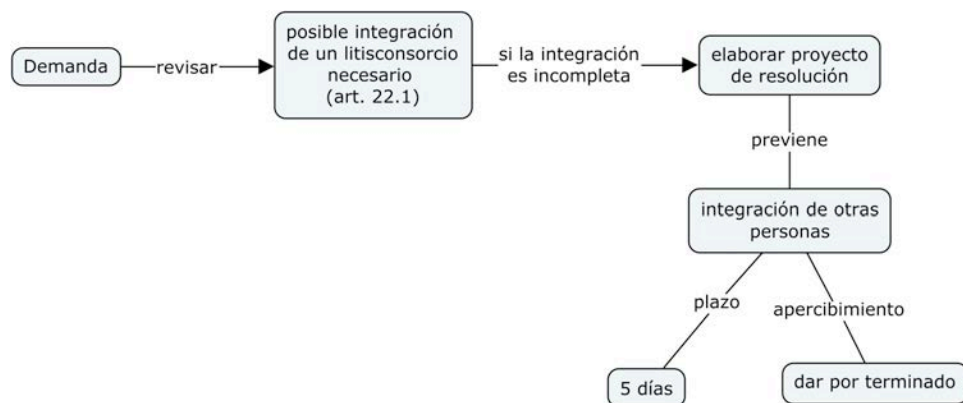 Demanda
revisar
posible integración
de un litisconsorcio
necesario
(art. 22.1)
si la integración
es incompleta
elaborar proyecto
de resolución
previene
integración de otras
personas
plazo
apercibimiento
5 días
dar por terminado